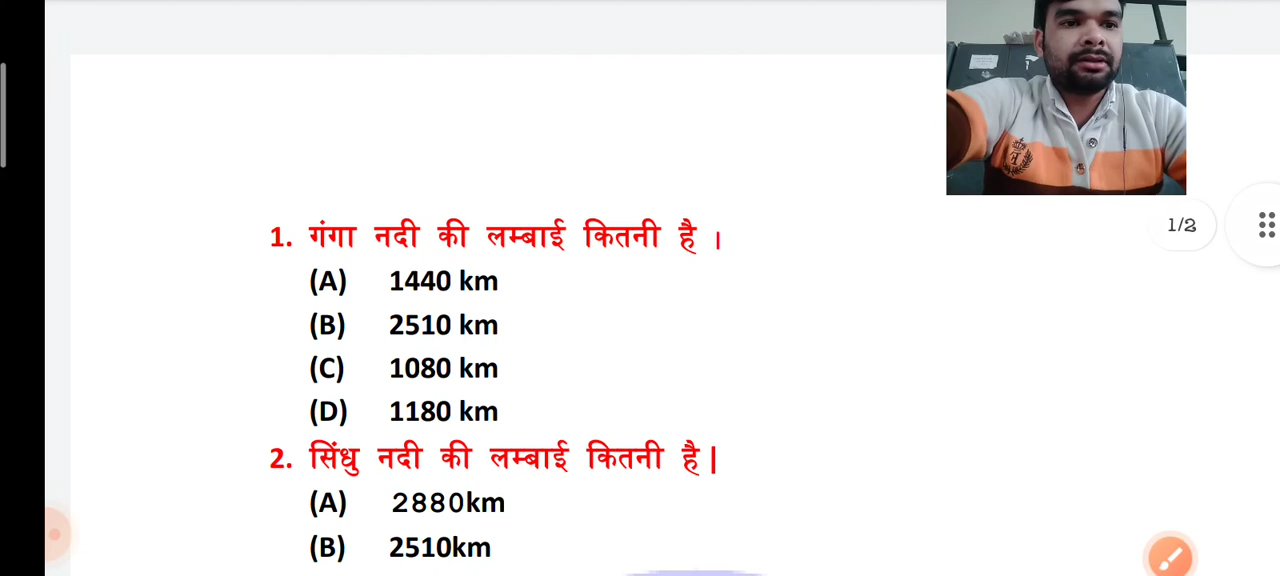 1/2
1. गंगा नदी की लम्बाई कितनी है ।
(A) 1440 km
(B) 2510 km
(C) 1080 km
(D) 1180 km
2. सिंधु नदी की लम्बाई कितनी है|
(A) 2880km
(B) 2510km